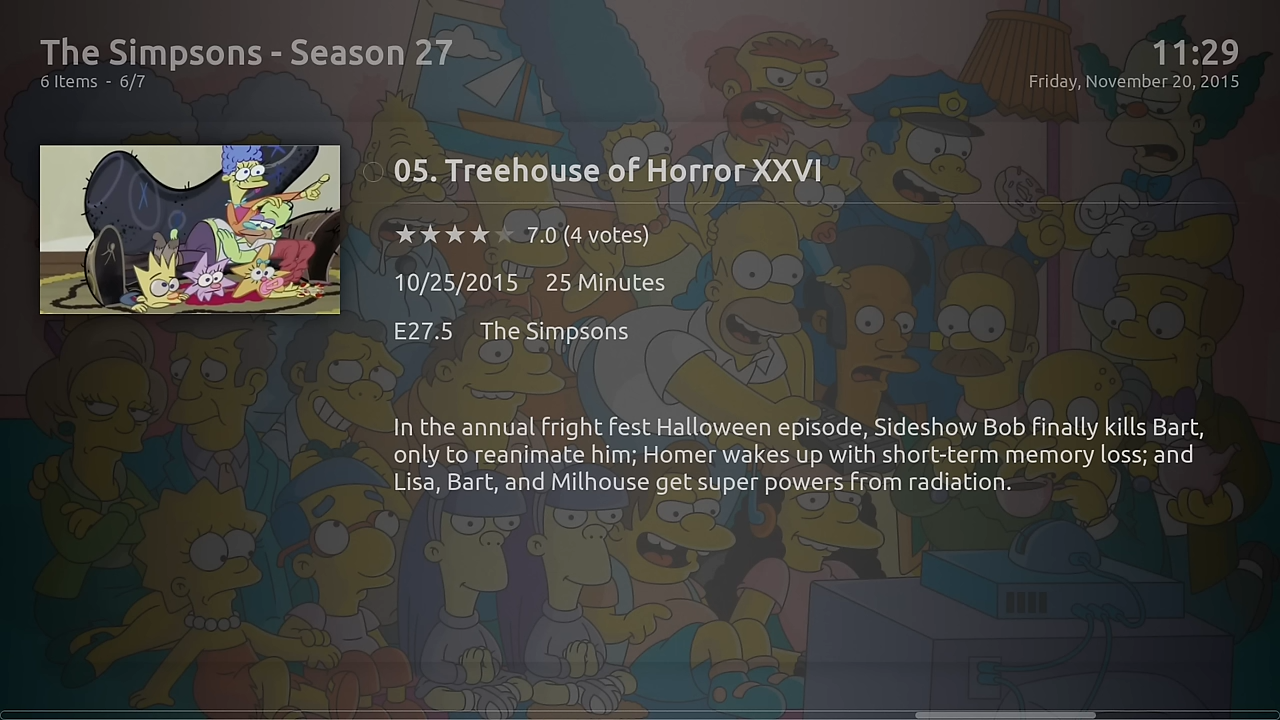 The Simpsons - Season 27
6 Items - 6/7
11:29
Friday, November 20, 2015
05. Treehouse of Horror XXVI
7.0 (4 votes)
10/25/2015 25 Minutes
E27.5 The Simpsons
In the annual fright fest Halloween episode, Sideshow Bob finally kills Bart,
only to reanimate him; Homer wakes up with short-term memory loss; and
Lisa, Bart, and Milhouse get super powers from radiation.